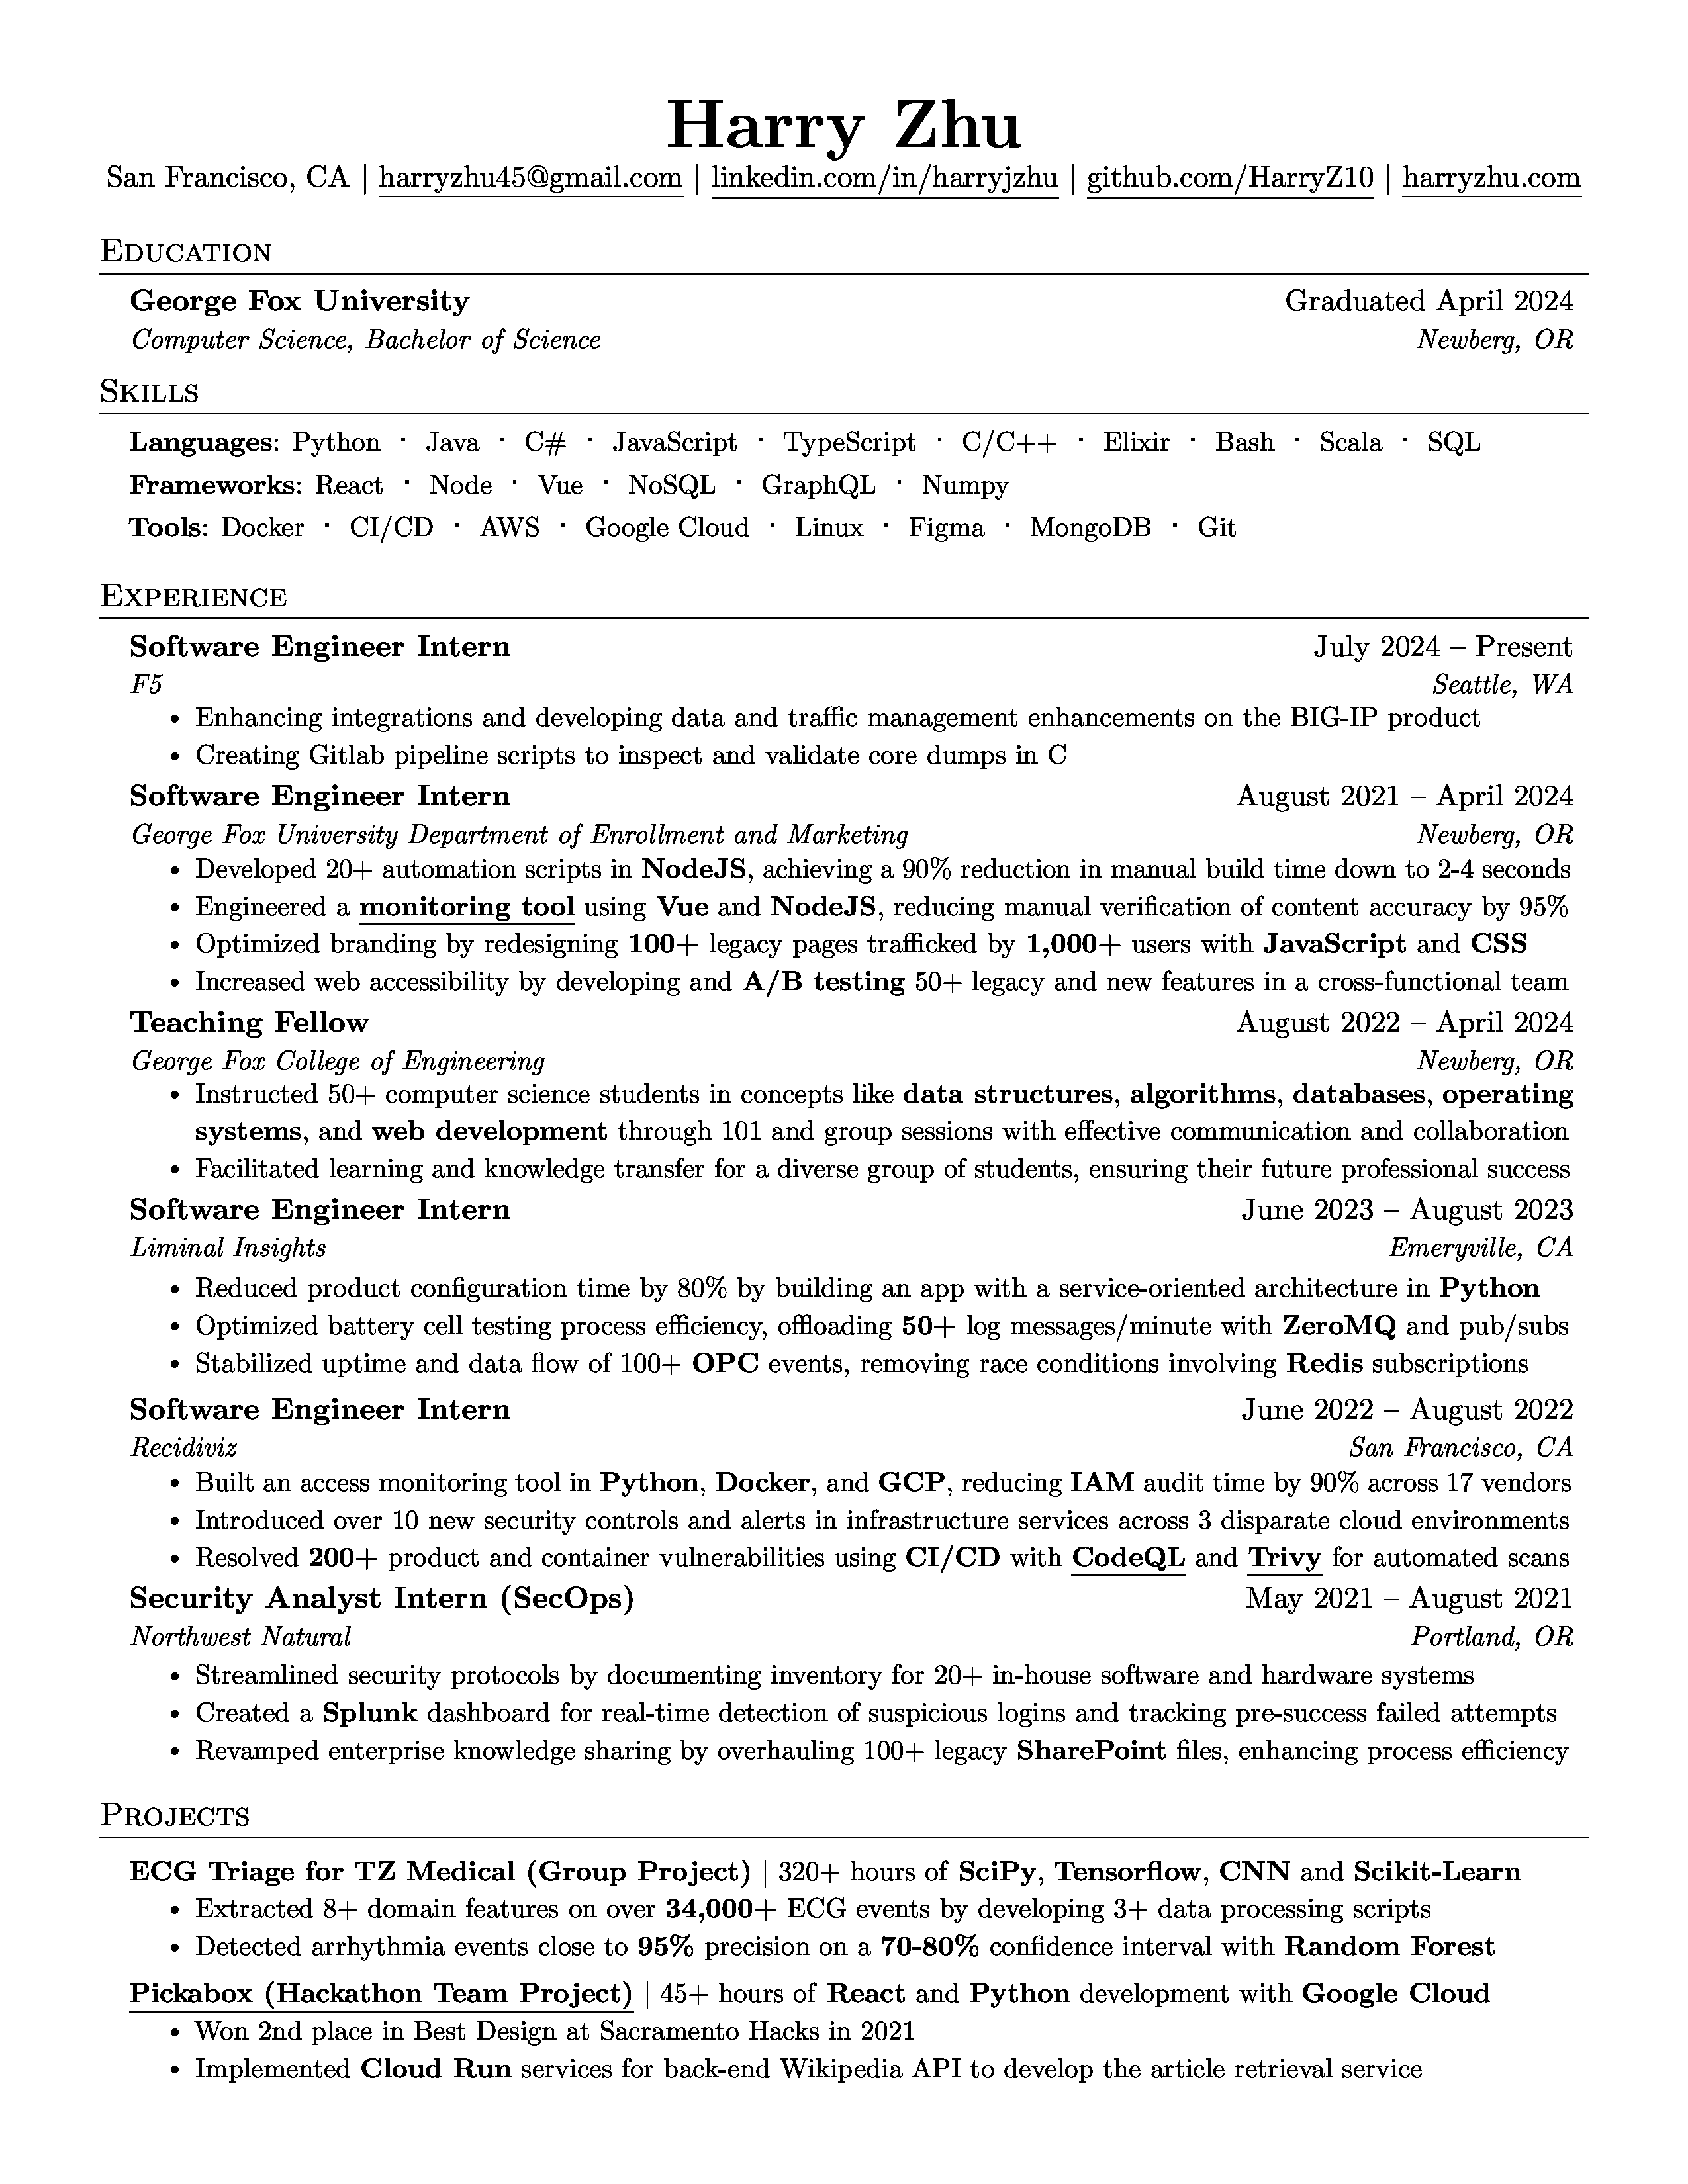 Harry Zhu
San Francisco, CA | harryzhu45@gmail.com | linkedin.com/in/harryjzhu | github.com/HarryZ10 | harryzhu.com
Education
George Fox University Graduated April 2024
Computer Science, Bachelor of Science Newberg, OR
Skills
Languages: Python · Java · C# · JavaScript · TypeScript · C/C++ · Elixir · Bash · Scala · SQL
Frameworks: React · Node · Vue · NoSQL · GraphQL · Numpy
Tools: Docker · CI/CD · AWS · Google Cloud · Linux · Figma · MongoDB · Git
Experience
Software Engineer Intern July 2024 – Present
F5 Seattle, WA
• Enhancing integrations and developing data and traffic management enhancements on the BIG-IP product
• Creating Gitlab pipeline scripts to inspect and validate core dumps in C
Software Engineer Intern August 2021 – April 2024
George Fox University Department of Enrollment and Marketing Newberg, OR
• Developed 20+ automation scripts in NodeJS, achieving a 90% reduction in manual build time down to 2-4 seconds
• Engineered a monitoring tool using Vue and NodeJS, reducing manual verification of content accuracy by 95%
• Optimized branding by redesigning 100+ legacy pages trafficked by 1,000+ users with JavaScript and CSS
• Increased web accessibility by developing and A/B testing 50+ legacy and new features in a cross-functional team
Teaching Fellow August 2022 – April 2024
George Fox College of Engineering Newberg, OR
• Instructed 50+ computer science students in concepts like data structures, algorithms, databases, operating
systems, and web development through 101 and group sessions with effective communication and collaboration
• Facilitated learning and knowledge transfer for a diverse group of students, ensuring their future professional success
Software Engineer Intern June 2023 – August 2023
Liminal Insights Emeryville, CA
• Reduced product configuration time by 80% by building an app with a service-oriented architecture in Python
• Optimized battery cell testing process efficiency, offloading 50+ log messages/minute with ZeroMQ and pub/subs
• Stabilized uptime and data flow of 100+ OPC events, removing race conditions involving Redis subscriptions
Software Engineer Intern June 2022 – August 2022
Recidiviz San Francisco, CA
• Built an access monitoring tool in Python, Docker, and GCP, reducing IAM audit time by 90% across 17 vendors
• Introduced over 10 new security controls and alerts in infrastructure services across 3 disparate cloud environments
• Resolved 200+ product and container vulnerabilities using CI/CD with CodeQL and Trivy for automated scans
Security Analyst Intern (SecOps) May 2021 – August 2021
Northwest Natural Portland, OR
• Streamlined security protocols by documenting inventory for 20+ in-house software and hardware systems
• Created a Splunk dashboard for real-time detection of suspicious logins and tracking pre-success failed attempts
• Revamped enterprise knowledge sharing by overhauling 100+ legacy SharePoint files, enhancing process efficiency
Projects
ECG Triage for TZ Medical (Group Project) | 320+ hours of SciPy, Tensorflow, CNN and Scikit-Learn
• Extracted 8+ domain features on over 34,000+ ECG events by developing 3+ data processing scripts
• Detected arrhythmia events close to 95% precision on a 70-80% confidence interval with Random Forest
Pickabox (Hackathon Team Project) | 45+ hours of React and Python development with Google Cloud
• Won 2nd place in Best Design at Sacramento Hacks in 2021
• Implemented Cloud Run services for back-end Wikipedia API to develop the article retrieval service